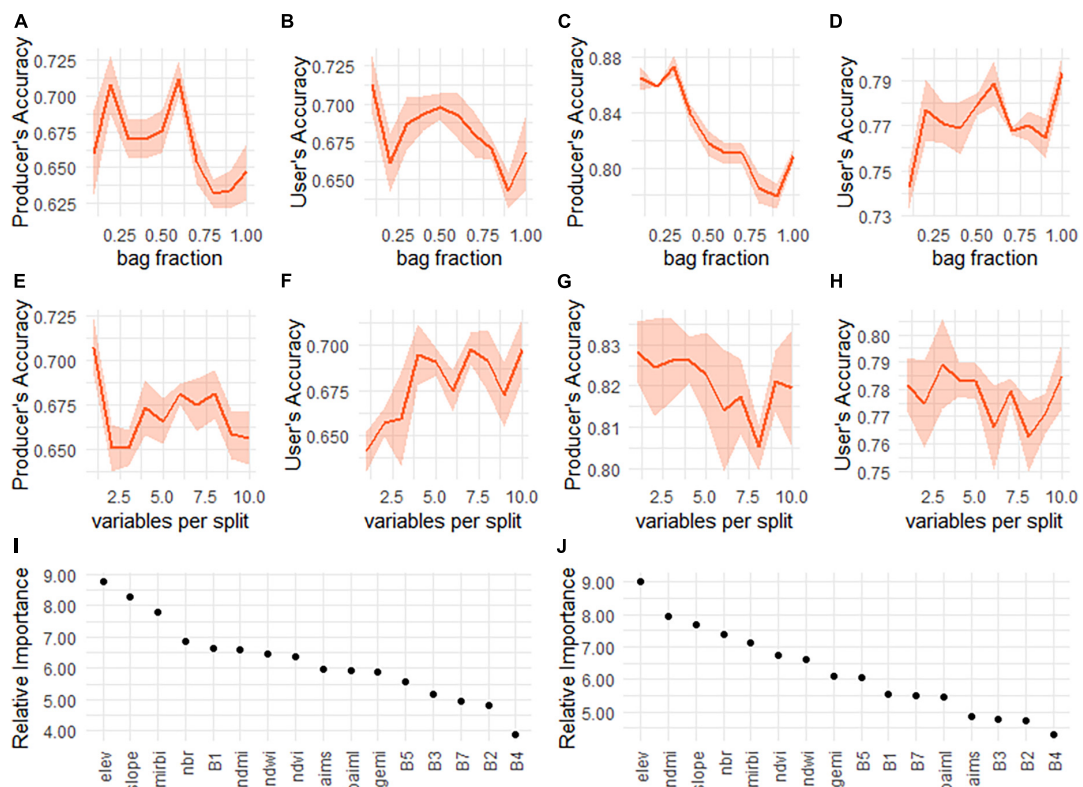 A
Producer's Accuracy
0.725
0.700
0.675
0.650
0.625
0.25 0.50 0.75 1.00
bag fraction
B
User's Accuracy
0.725
0.700
0.675
0.650
0.25 0.50 0.75 1.00
bag fraction
C
Producer's Accuracy
0.88
0.84
0.80
0.25 0.50 0.75 1.00
bag fraction
D
User's Accuracy
0.79
0.77
0.75
0.73
0.25 0.50 0.75 1.00
bag fraction
E
Producer's Accuracy
0.725
0.700
0.675
0.650
2.5 5.0 7.5 10.0
variables per split
F
User's Accuracy
0.700
0.675
0.650
2.5 5.0 7.5 10.0
variables per split
G
Producer's Accuracy
0.83
0.82
0.81
0.80
2.5 5.0 7.5 10.0
variables per split
H
User's Accuracy
0.80
0.79
0.78
0.77
0.76
0.75
2.5 5.0 7.5 10.0
variables per split
I
Relative Importance
9.00
8.00
7.00
6.00
5.00
4.00
elev slope mirbi nbr B1 ndmi ndwi ndvi aims baiml gemi B5 B3 B7 B2 B4
J
Relative Importance
9.00
8.00
7.00
6.00
5.00
elev ndmi slope nbr mirbi ndvi ndwi gemi B5 B1 B7 baiml aims B3 B2 B4